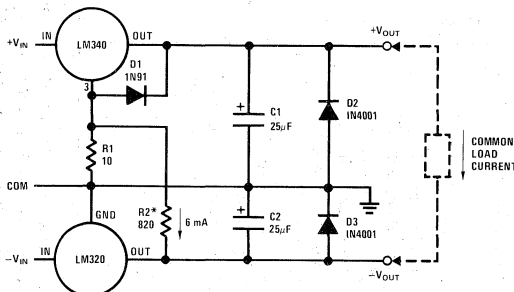 +VIN IN LM340 OUT +VOUT
D1
1N91
3
C1
25μF
D2
IN4001
R1
10
COMMON
LOAD
CURRENT
COM
GND
R2*
820
6 mA
C2
25μF
D3
IN4001
−VIN IN LM320 OUT
−VOUT